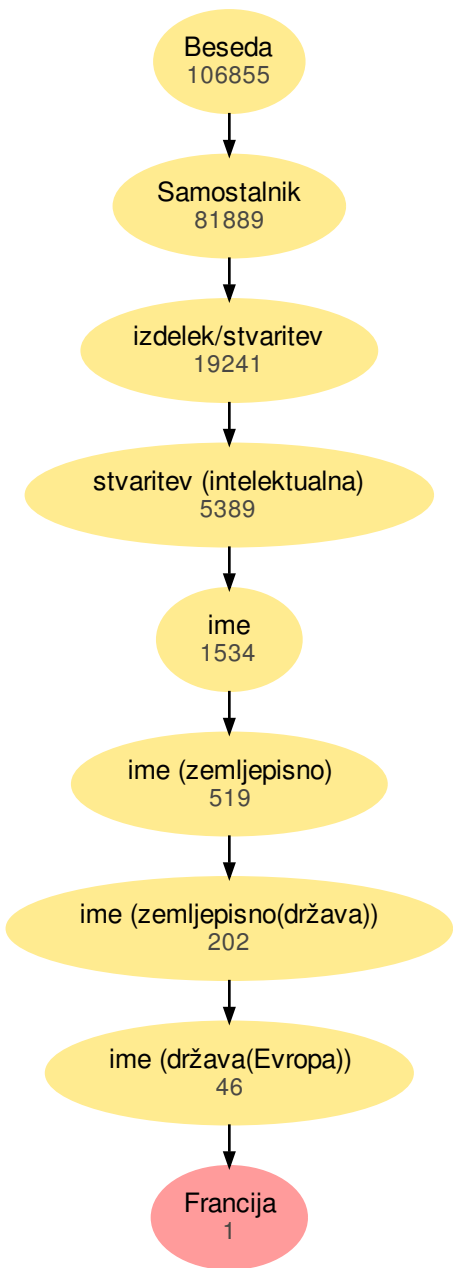 Beseda
106855
Samostalnik
81889
izdelek/stvaritev
19241
stvaritev (intelektualna)
5389
ime
1534
ime (zemljepisno)
519
ime (zemljepisno(država))
202
ime (država(Evropa))
46
Francija
1